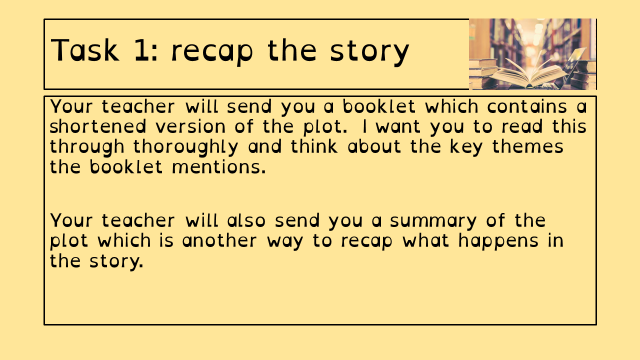 Task 1: recap the story
Your teacher will send you a booklet which contains a
shortened version of the plot.  I want you to read this
through thoroughly and think about the key themes
the booklet mentions.
Your teacher will also send you a summary of the
plot which is another way to recap what happens in
the story.